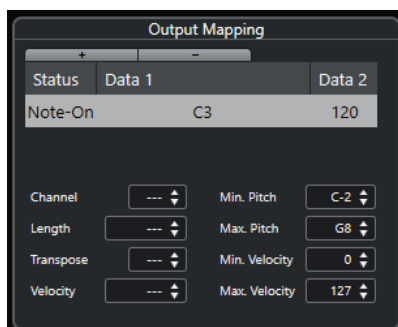 Output Mapping
+ –
Status Data 1 Data 2
Note-On C3 120
Channel --- Min. Pitch C-2
Length --- Max. Pitch G8
Transpose --- Min. Velocity 0
Velocity --- Max. Velocity 127